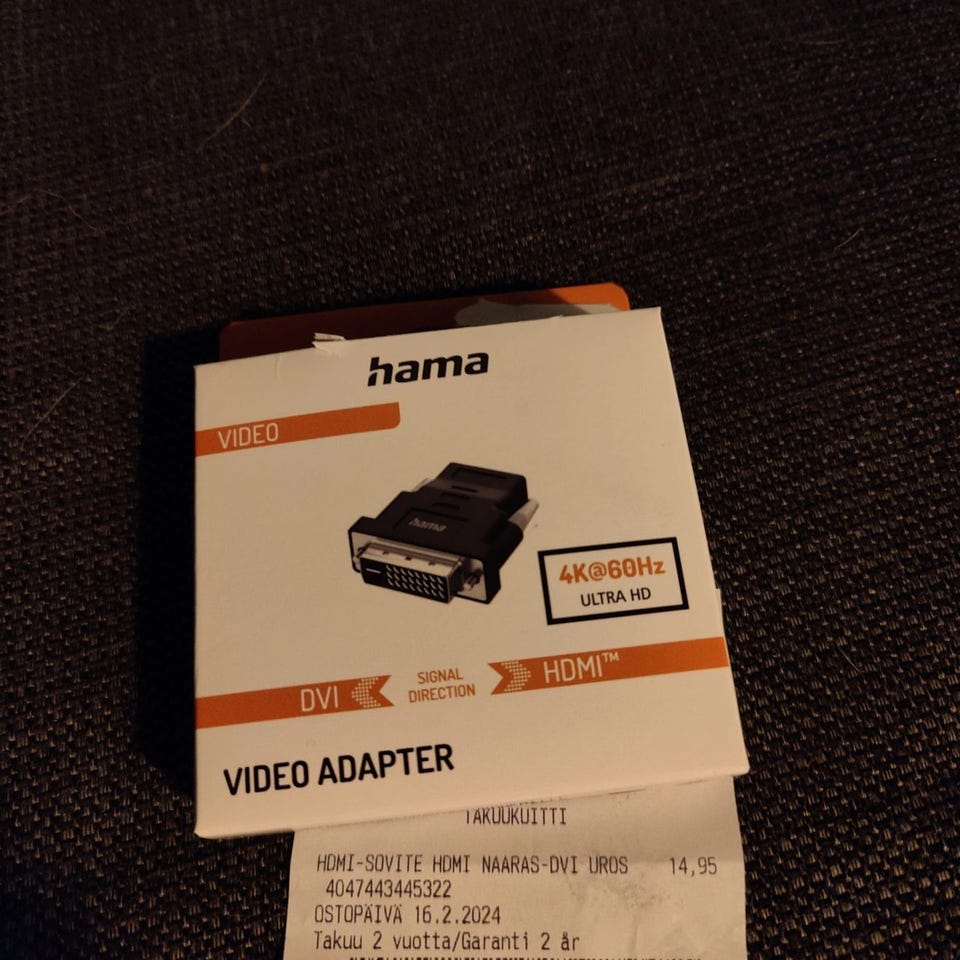 hama
VIDEO
hama
4K@60Hz
ULTRA HD
DVI
SIGNAL
DIRECTION
HDMI™
VIDEO ADAPTER
TAKUUKUITTI
HDMI-SOVITE HDMI NAARAS-DVI UROS 14,95
4047443445322
OSTOPÄIVÄ 16.2.2024
Takuu 2 vuotta/Garanti 2 år